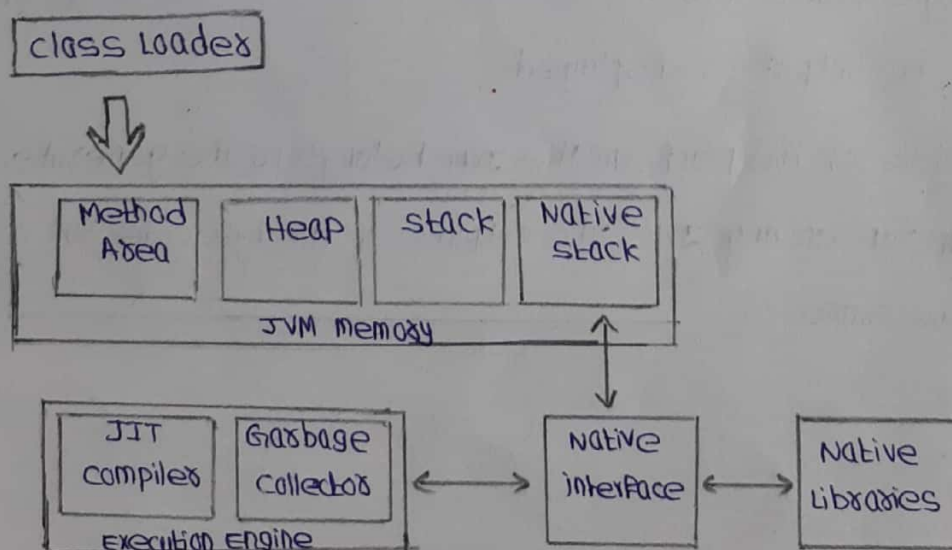 class Loader
Method
Area
Heap
Stack
Native
Stack
JVM memory
JIT
compiler
Garbage
collector
Execution Engine
Native
interface
Native
Libraries